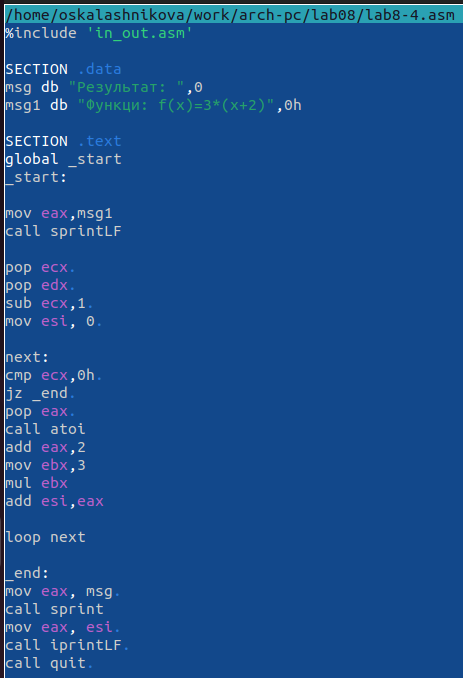 /home/oskalashnikova/work/arch-pc/lab08/lab8-4.asm
%include 'in_out.asm'
SECTION .data
msg db "Результат: ",0
msg1 db "Функци: f(x)=3*(x+2)",0h
SECTION .text
global _start
_start:
mov eax,msg1
call sprintLF
pop ecx.
pop edx.
sub ecx,1.
mov esi, 0.
next:
cmp ecx,0h.
jz _end.
pop eax.
call atoi
add eax,2
mov ebx,3
mul ebx
add esi,eax
loop next
_end:
mov eax, msg.
call sprint
mov eax, esi.
call iprintLF.
call quit.